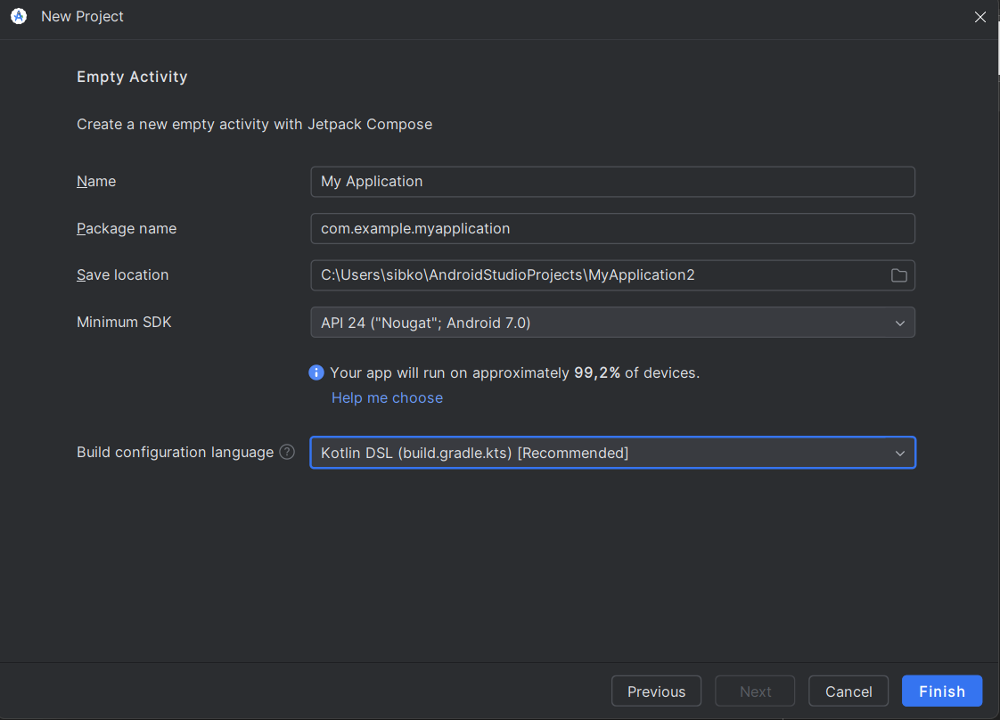 New Project
Empty Activity
Create a new empty activity with Jetpack Compose
Name
My Application
Package name
com.example.myapplication
Save location
C:\Users\sibko\AndroidStudioProjects\MyApplication2
Minimum SDK
API 24 ("Nougat"; Android 7.0)
Your app will run on approximately 99,2% of devices.
Help me choose
Build configuration language
Kotlin DSL (build.gradle.kts) [Recommended]
Previous
Next
Cancel
Finish